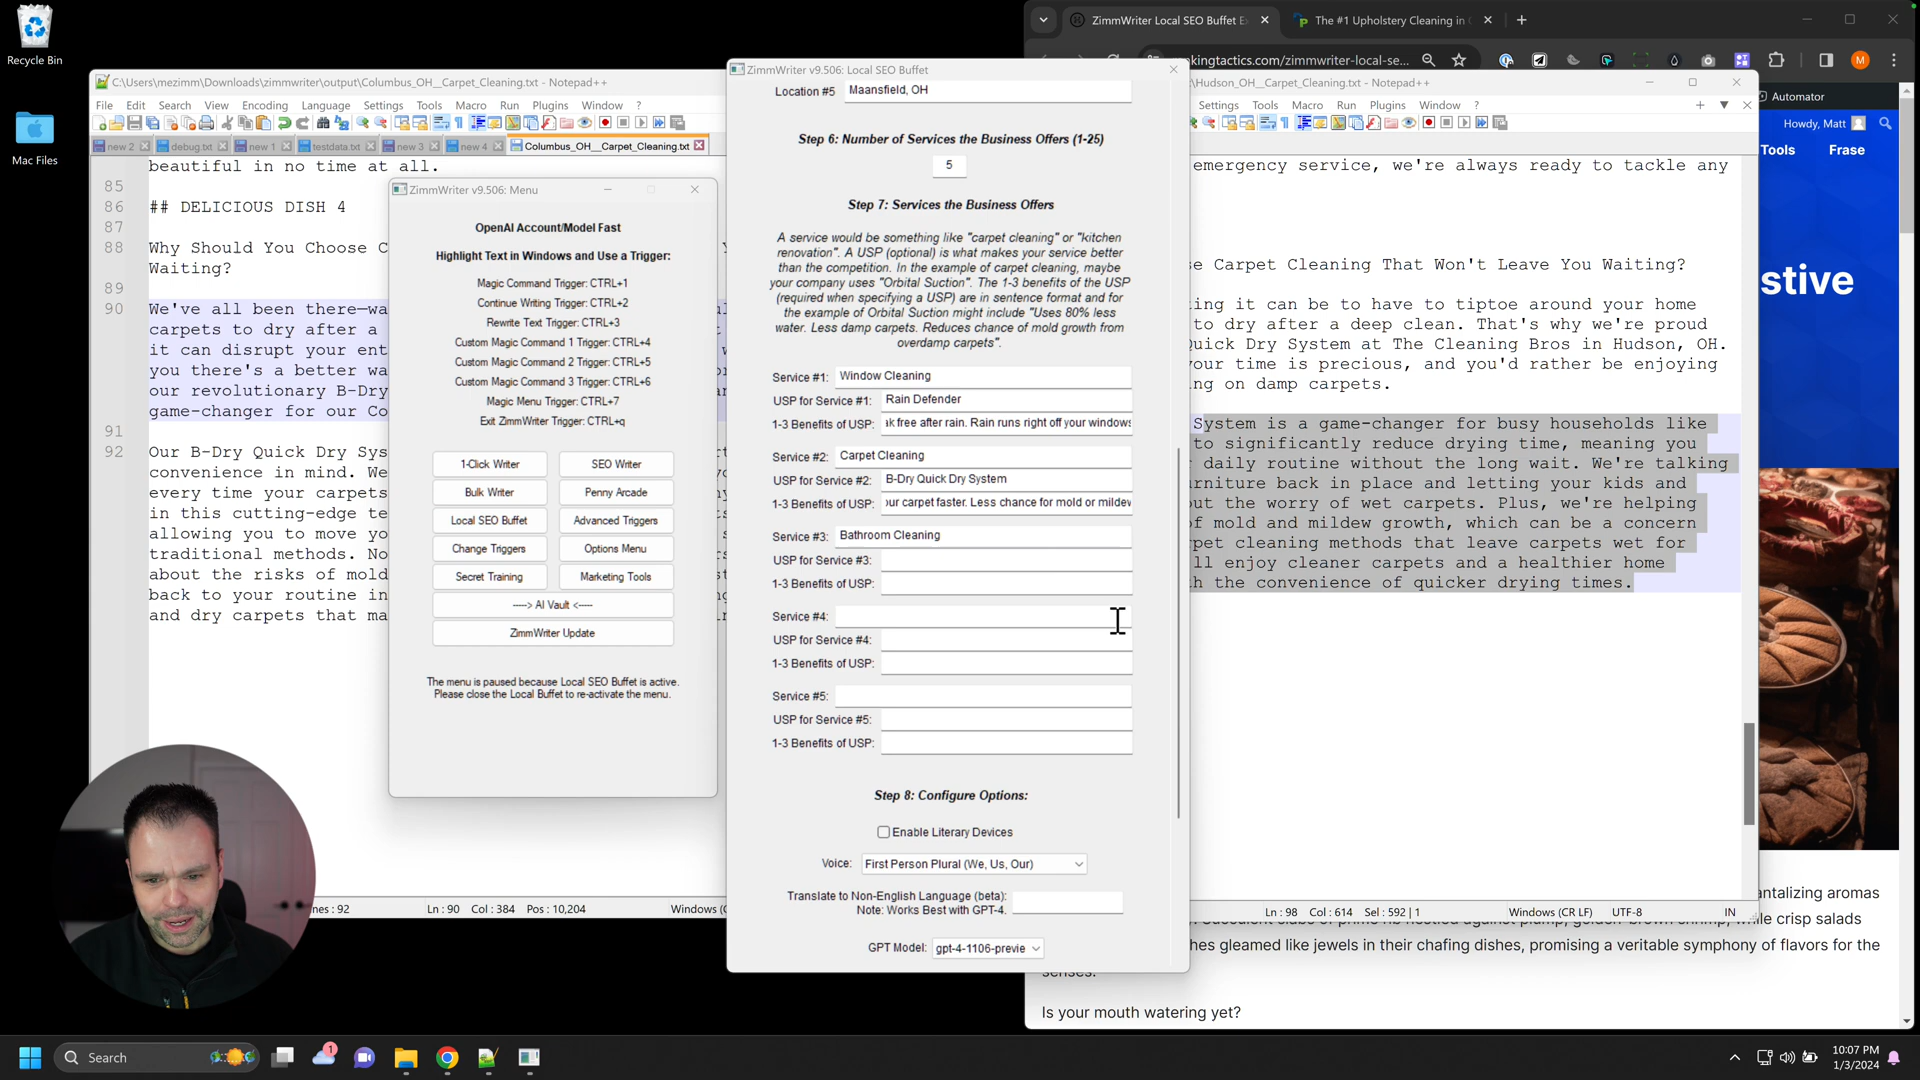 Recycle Bin
Mac Files
C:\Users\mezimm\Downloads\zimmwriter\output\Columbus_OH__Carpet_Cleaning.txt - Notepad++
File Edit Search View Encoding Language Settings Tools Macro Run Plugins Window ?
new 2 debug.txt new 1 testdata.txt new 3 new 4 Columbus_OH__Carpet_Cleaning.txt
beautiful in no time at all.
85
86 ## DELICIOUS DISH 4
87
88 Why Should You Choose C
Waiting?
89
90 We've all been there—wa
carpets to dry after a
it can disrupt your ent
you there's a better wa
our revolutionary B-Dry
game-changer for our Co
91
92 Our B-Dry Quick Dry Sys
convenience in mind. We
every time your carpets
in this cutting-edge te
allowing you to move yo
traditional methods. No
about the risks of mold
back to your routine in
and dry carpets that ma
nes : 92 Ln : 90 Col : 384 Pos : 10,204 Windows (C
ZimmWriter v9.506: Menu
OpenAI Account/Model Fast
Highlight Text in Windows and Use a Trigger:
Magic Command Trigger: CTRL+1
Continue Writing Trigger: CTRL+2
Rewrite Text Trigger: CTRL+3
Custom Magic Command 1 Trigger: CTRL+4
Custom Magic Command 2 Trigger: CTRL+5
Custom Magic Command 3 Trigger: CTRL+6
Magic Menu Trigger: CTRL+7
Exit ZimmWriter Trigger: CTRL+q
1-Click Writer SEO Writer
Bulk Writer Penny Arcade
Local SEO Buffet Advanced Triggers
Change Triggers Options Menu
Secret Training Marketing Tools
----> AI Vault <----
ZimmWriter Update
The menu is paused because Local SEO Buffet is active.
Please close the Local Buffet to re-activate the menu.
ZimmWriter v9.506: Local SEO Buffet
Location #5 Maansfield, OH
Step 6: Number of Services the Business Offers (1-25)
5
Step 7: Services the Business Offers
A service would be something like "carpet cleaning" or "kitchen
renovation". A USP (optional) is what makes your service better
than the competition. In the example of carpet cleaning, maybe
your company uses "Orbital Suction". The 1-3 benefits of the USP
(required when specifying a USP) are in sentence format and for
the example of Orbital Suction might include "Uses 80% less
water. Less damp carpets. Reduces chance of mold growth from
overdamp carpets".
Service #1: Window Cleaning
USP for Service #1: Rain Defender
1-3 Benefits of USP: ak free after rain. Rain runs right off your windows
Service #2: Carpet Cleaning
USP for Service #2: B-Dry Quick Dry System
1-3 Benefits of USP: our carpet faster. Less chance for mold or mildew
Service #3: Bathroom Cleaning
USP for Service #3:
1-3 Benefits of USP:
Service #4:
USP for Service #4:
1-3 Benefits of USP:
Service #5:
USP for Service #5:
1-3 Benefits of USP:
Step 8: Configure Options:
Enable Literary Devices
Voice: First Person Plural (We, Us, Our)
Translate to Non-English Language (beta):
Note: Works Best with GPT-4.
GPT Model: gpt-4-1106-previe
ZimmWriter Local SEO Buffet E The #1 Upholstery Cleaning in
kingtactics.com/zimmwriter-local-se...
Hudson_OH__Carpet_Cleaning.txt - Notepad++
Settings Tools Macro Run Plugins Window ?
emergency service, we're always ready to tackle any
se Carpet Cleaning That Won't Leave You Waiting?
ing it can be to have to tiptoe around your home
to dry after a deep clean. That's why we're proud
Quick Dry System at The Cleaning Bros in Hudson, OH.
your time is precious, and you'd rather be enjoying
ng on damp carpets.
System is a game-changer for busy households like
to significantly reduce drying time, meaning you
r daily routine without the long wait. We're talking
rniture back in place and letting your kids and
out the worry of wet carpets. Plus, we're helping
of mold and mildew growth, which can be a concern
rpet cleaning methods that leave carpets wet for
ll enjoy cleaner carpets and a healthier home
h the convenience of quicker drying times.
Ln : 98 Col : 614 Sel : 592 | 1 Windows (CR LF) UTF-8 IN
Automator
Howdy, Matt
Tools Frase
stive
antalizing aromas
while crisp salads
hes gleamed like jewels in their chafing dishes, promising a veritable symphony of flavors for the
senses.
Is your mouth watering yet?
Search
1
10:07 PM
1/3/2024